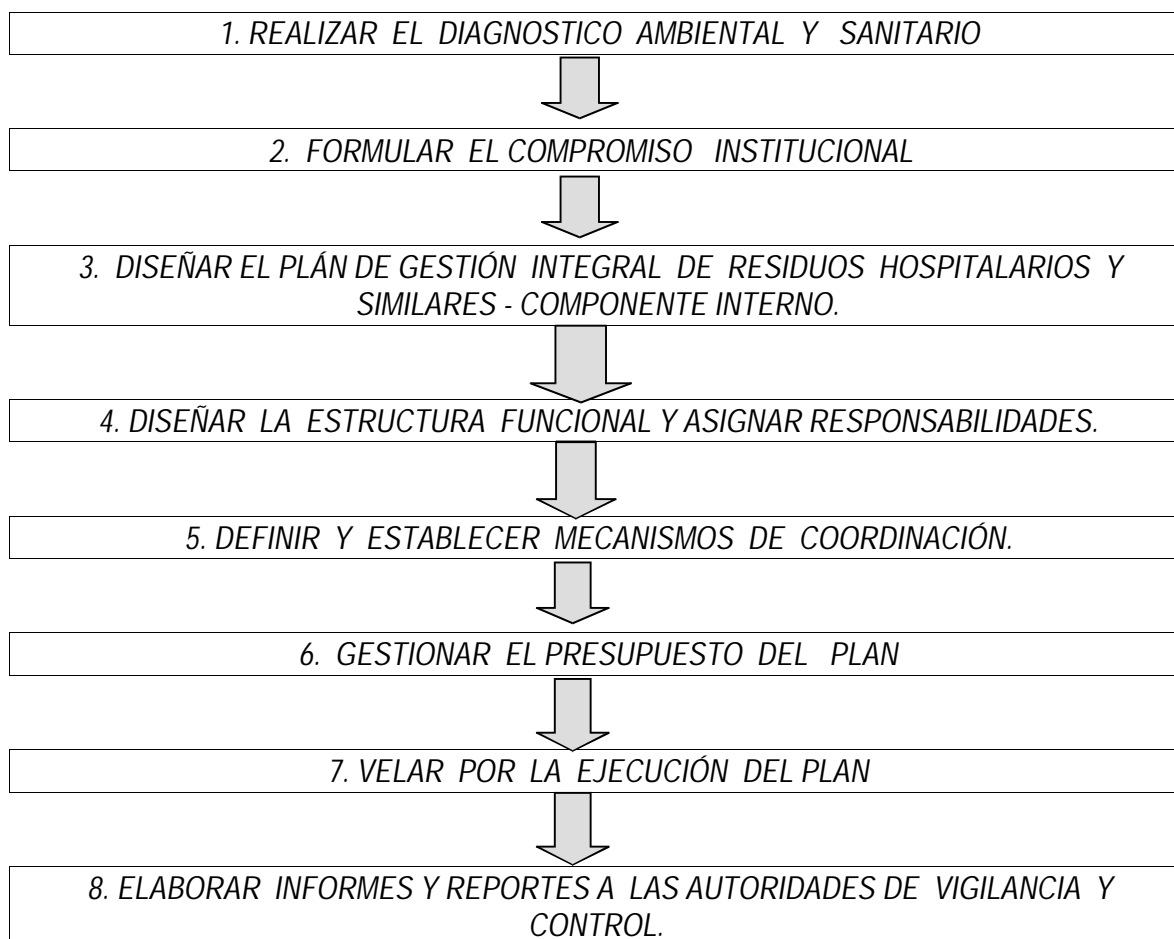 1. REALIZAR EL DIAGNOSTICO AMBIENTAL Y SANITARIO
2. FORMULAR EL COMPROMISO INSTITUCIONAL
3. DISEÑAR EL PLÁN DE GESTIÓN INTEGRAL DE RESIDUOS HOSPITALARIOS Y
SIMILARES - COMPONENTE INTERNO.
4. DISEÑAR LA ESTRUCTURA FUNCIONAL Y ASIGNAR RESPONSABILIDADES.
5. DEFINIR Y ESTABLECER MECANISMOS DE COORDINACIÓN.
6. GESTIONAR EL PRESUPUESTO DEL PLAN
7. VELAR POR LA EJECUCIÓN DEL PLAN
8. ELABORAR INFORMES Y REPORTES A LAS AUTORIDADES DE VIGILANCIA Y
CONTROL.